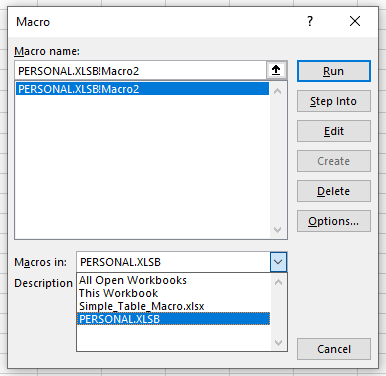 Macro
?
Macro name:
PERSONAL.XLSB!Macro2
PERSONAL.XLSB!Macro2
Run
Step Into
Edit
Create
Delete
Options...
Macros in:
PERSONAL.XLSB
All Open Workbooks
This Workbook
Simple_Table_Macro.xlsx
PERSONAL.XLSB
Description
Cancel